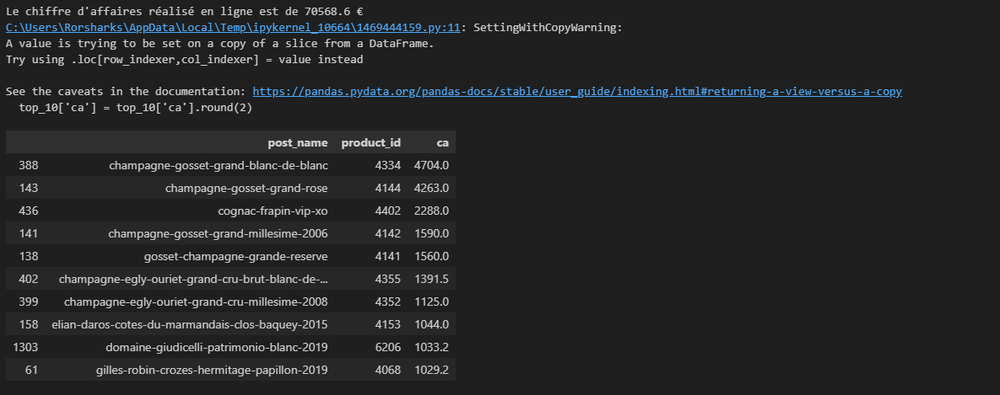 Le chiffre d'affaires réalisé en ligne est de 70568.6 €
C:\Users\Rorsharks\AppData\Local\Temp\ipykernel_10664\1469444159.py:11: SettingWithCopyWarning:
A value is trying to be set on a copy of a slice from a DataFrame.
Try using .loc[row_indexer,col_indexer] = value instead
See the caveats in the documentation: https://pandas.pydata.org/pandas-docs/stable/user_guide/indexing.html#returning-a-view-versus-a-copy
top_10['ca'] = top_10['ca'].round(2)
post_name product_id ca
388 champagne-gosset-grand-blanc-de-blanc 4334 4704.0
143 champagne-gosset-grand-rose 4144 4263.0
436 cognac-frapin-vip-xo 4402 2288.0
141 champagne-gosset-grand-millesime-2006 4142 1590.0
138 gosset-champagne-grande-reserve 4141 1560.0
402 champagne-egly-ouriet-grand-cru-brut-blanc-de-... 4355 1391.5
399 champagne-egly-ouriet-grand-cru-millesime-2008 4352 1125.0
158 elian-daros-cotes-du-marmandais-clos-baquey-2015 4153 1044.0
1303 domaine-giudicelli-patrimonio-blanc-2019 6206 1033.2
61 gilles-robin-crozes-hermitage-papillon-2019 4068 1029.2